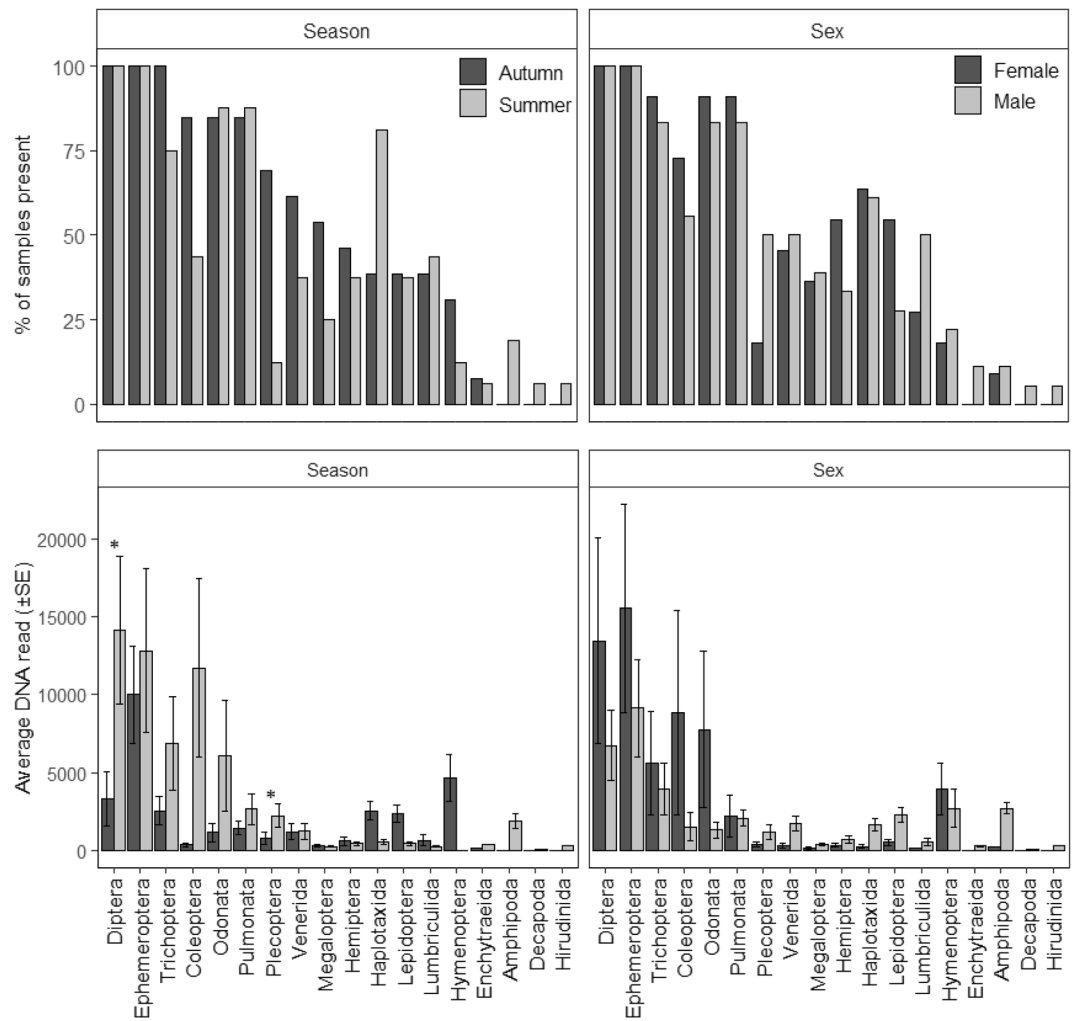 Season
Sex
% of samples present
100
75
50
25
0
Autumn
Summer
Female
Male
Season
Sex
Average DNA read (±SE)
20000
15000
10000
5000
0
*
*
Diptera
Ephemeroptera
Trichoptera
Coleoptera
Odonata
Pulmonata
Plecoptera
Venerida
Megaloptera
Hemiptera
Haplotaxida
Lepidoptera
Lumbriculida
Hymenoptera
Enchytraeida
Amphipoda
Decapoda
Hirudinida
Diptera
Ephemeroptera
Trichoptera
Coleoptera
Odonata
Pulmonata
Plecoptera
Venerida
Megaloptera
Hemiptera
Haplotaxida
Lepidoptera
Lumbriculid
Hymenoptera
Enchytraeida
Amphipoda
Decapoda
Hirudinida